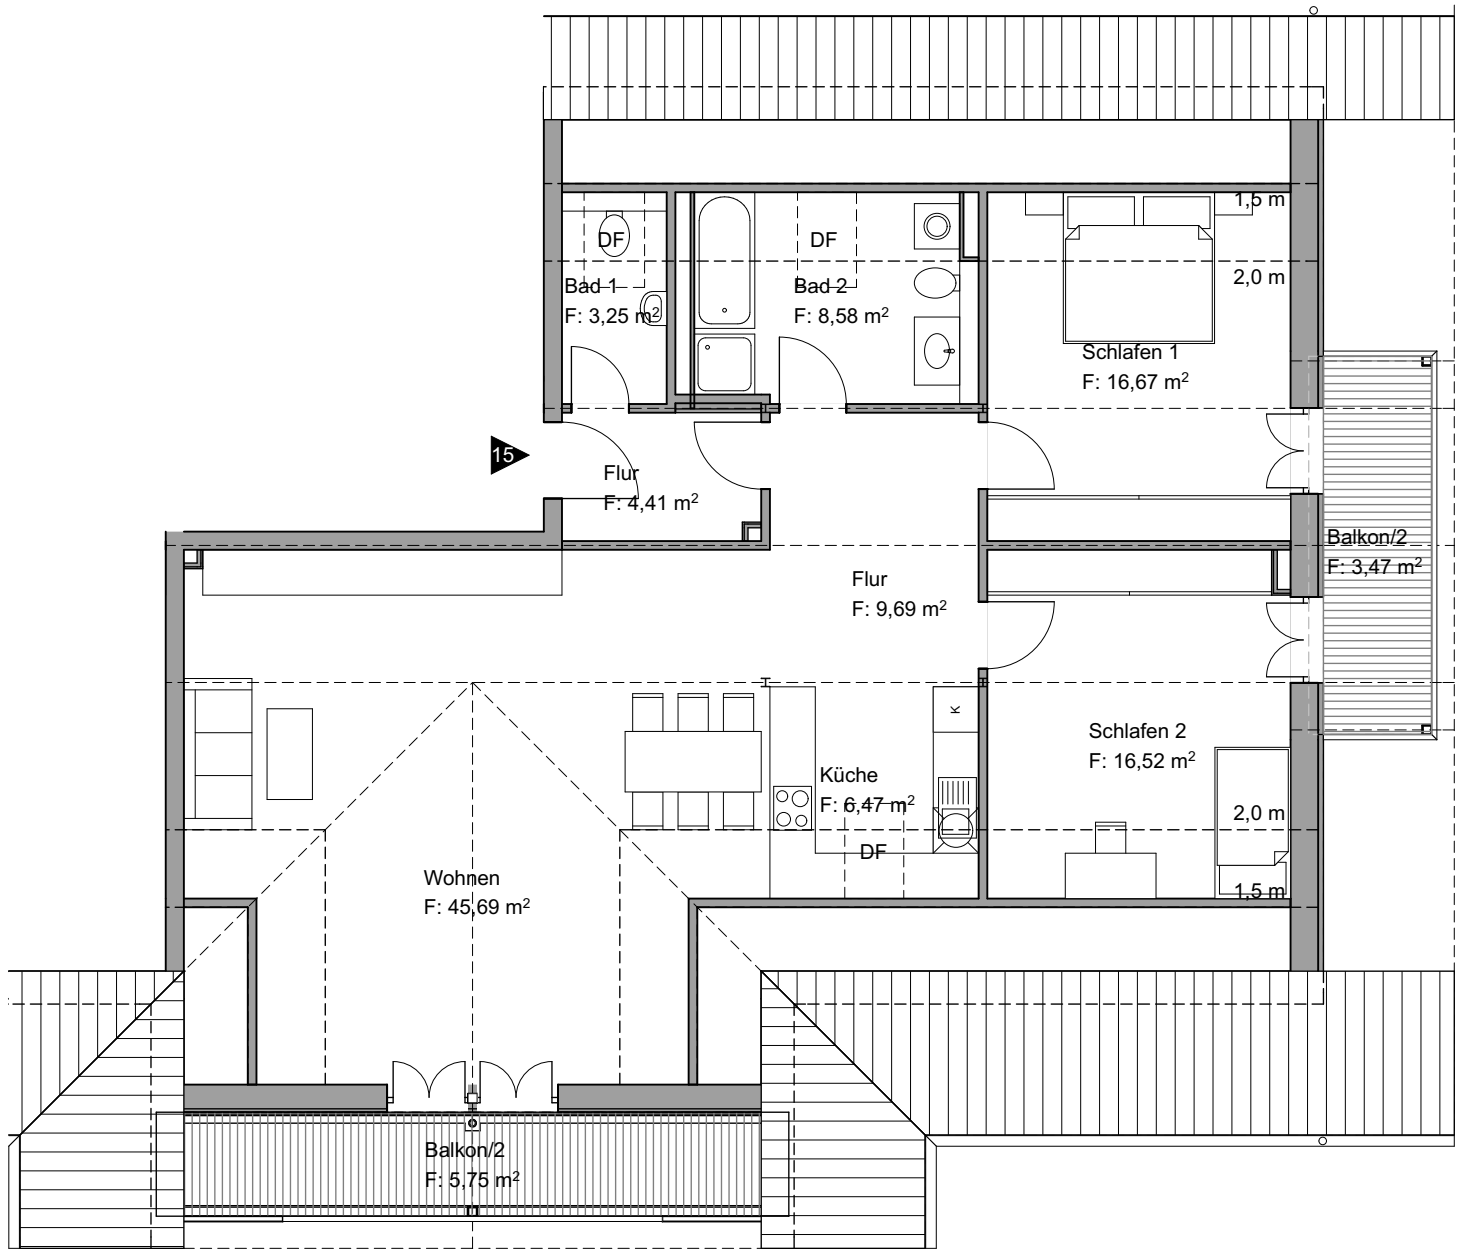 1,5 m
DF
DF
2,0 m
Bad 1
F: 3,25 m²
Bad 2
F: 8,58 m²
Schlafen 1
F: 16,67 m²
15
Flur
F: 4,41 m²
Balkon/2
F: 3,47 m²
Flur
F: 9,69 m²
K
Schlafen 2
F: 16,52 m²
Küche
F: 6,47 m²
2,0 m
DF
Wohnen
F: 45,69 m²
1,5 m
Balkon/2
F: 5,75 m²